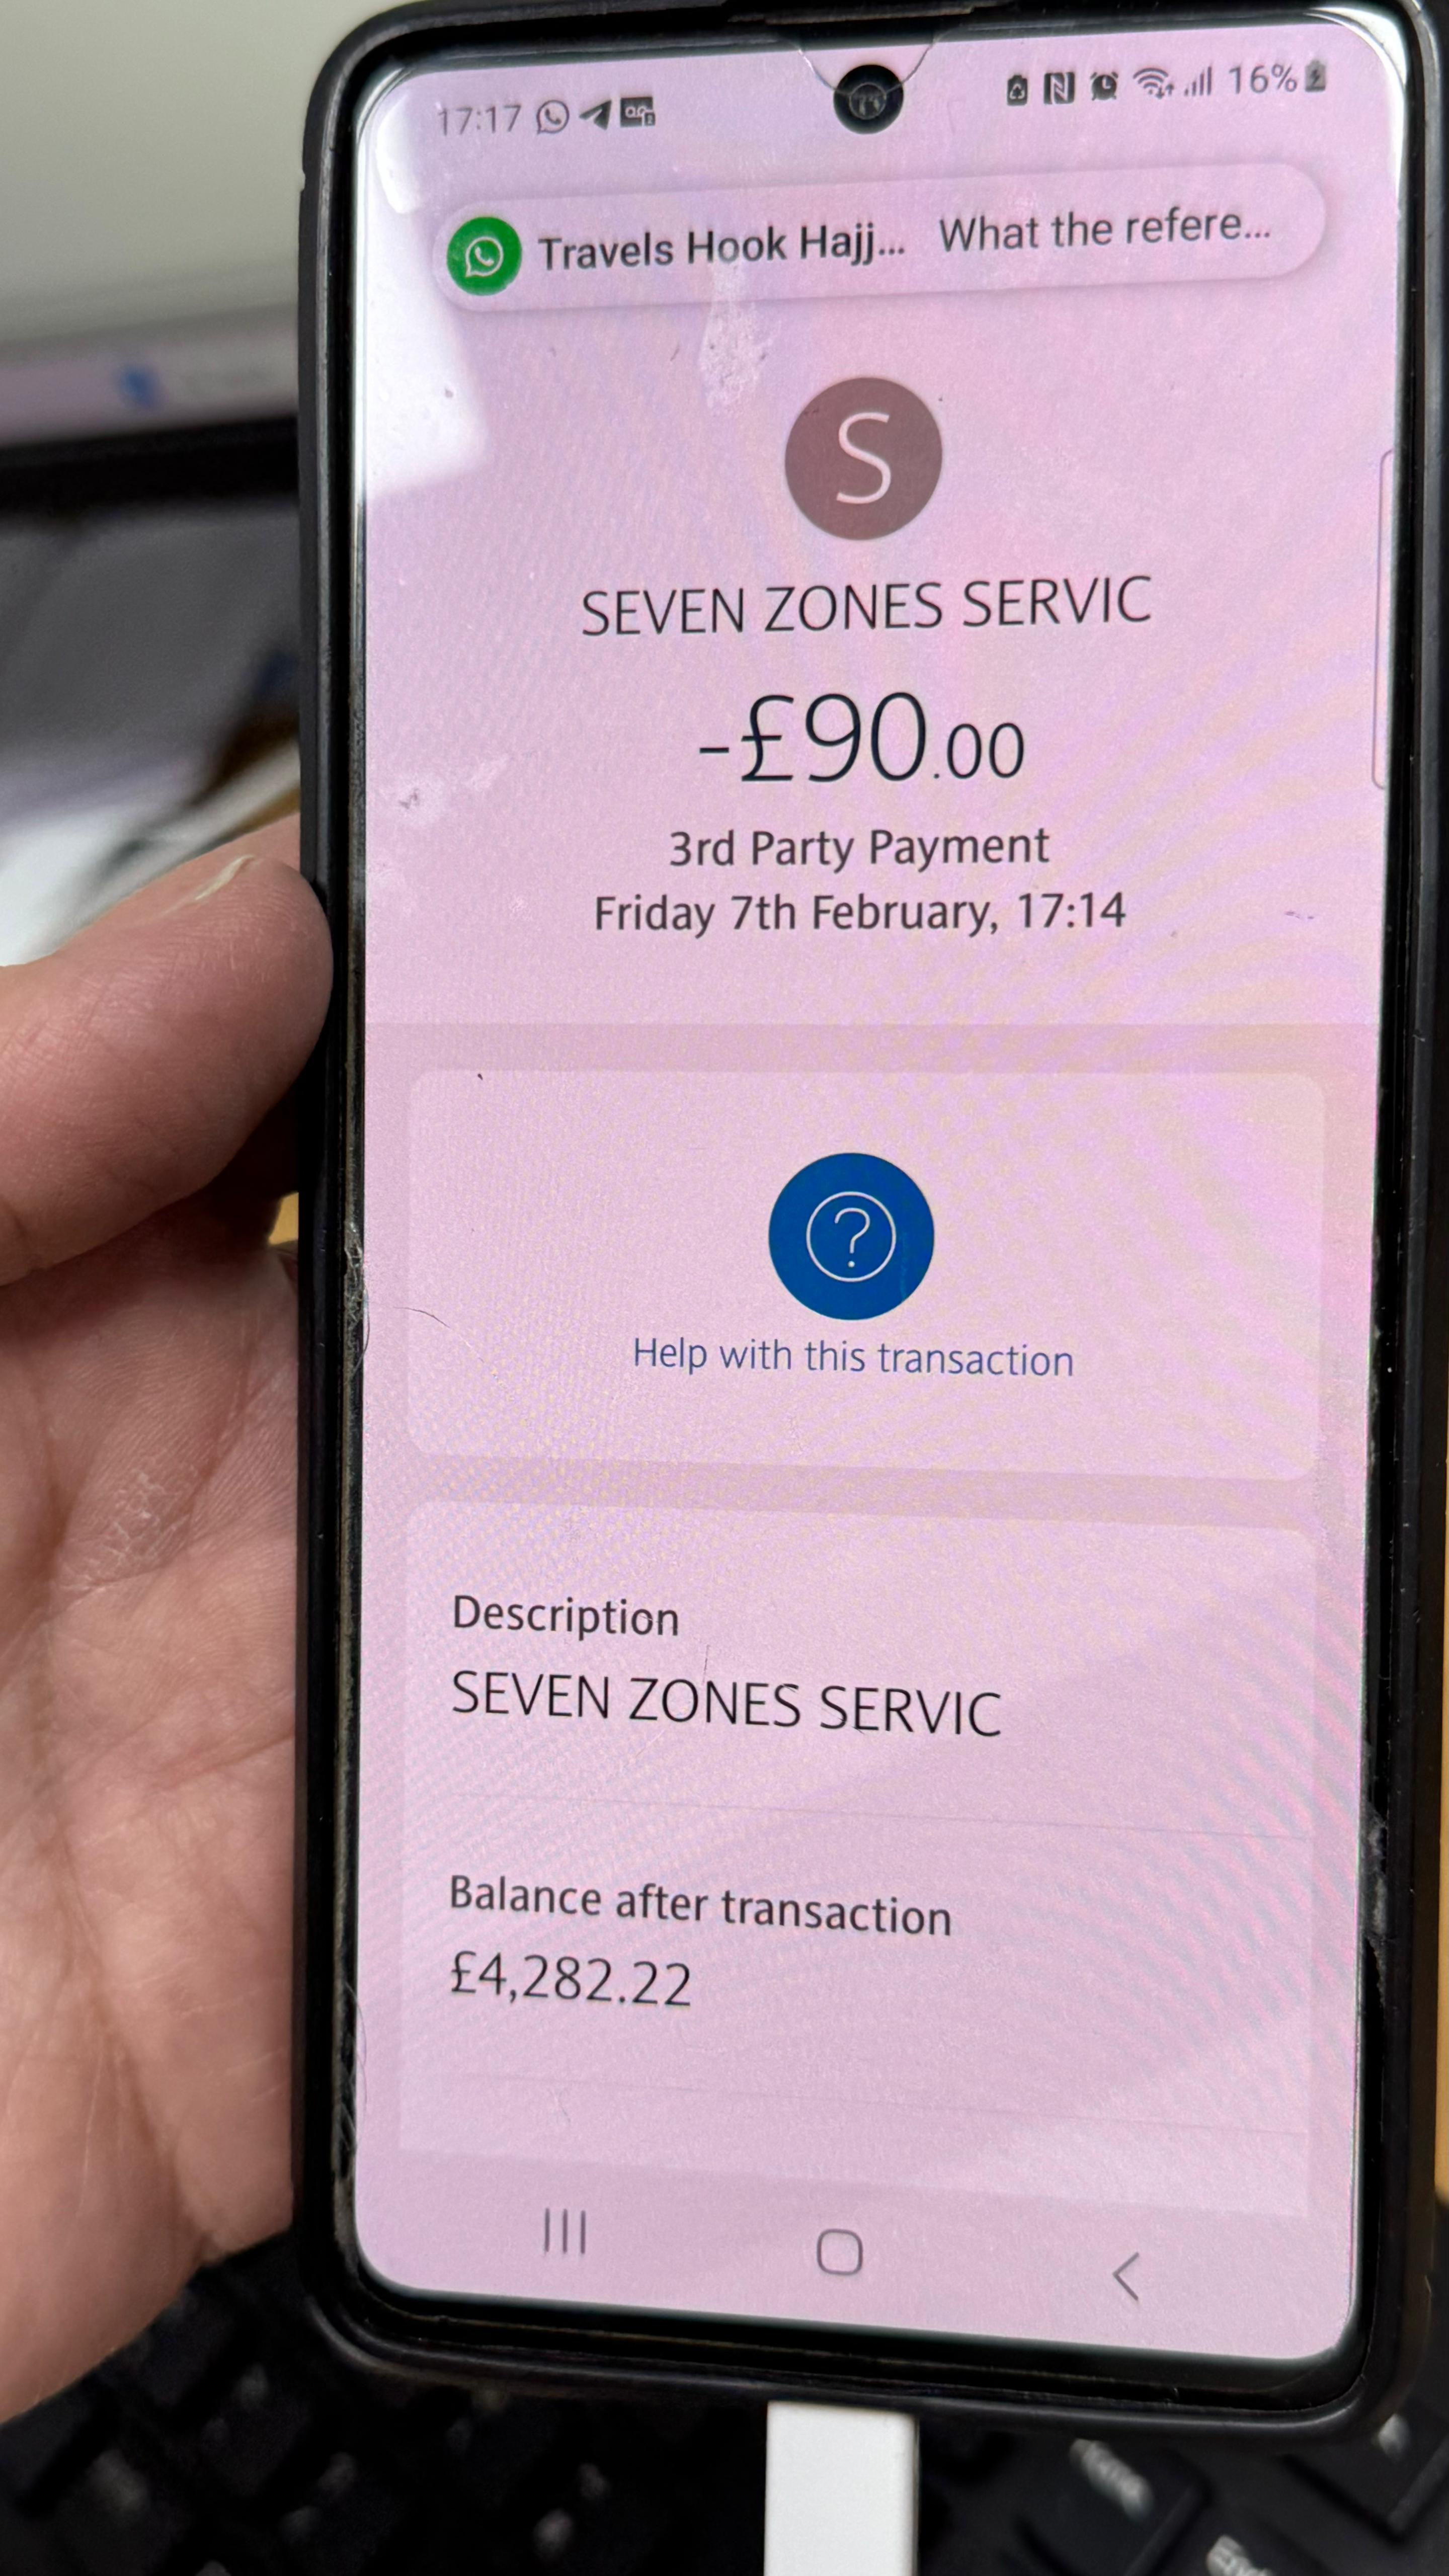 17:17 16%
Travels Hook Hajj... What the refere...
S
SEVEN ZONES SERVIC
-£90.00
3rd Party Payment
Friday 7th February, 17:14
?
Help with this transaction
Description
SEVEN ZONES SERVIC
Balance after transaction
£4,282.22
Home